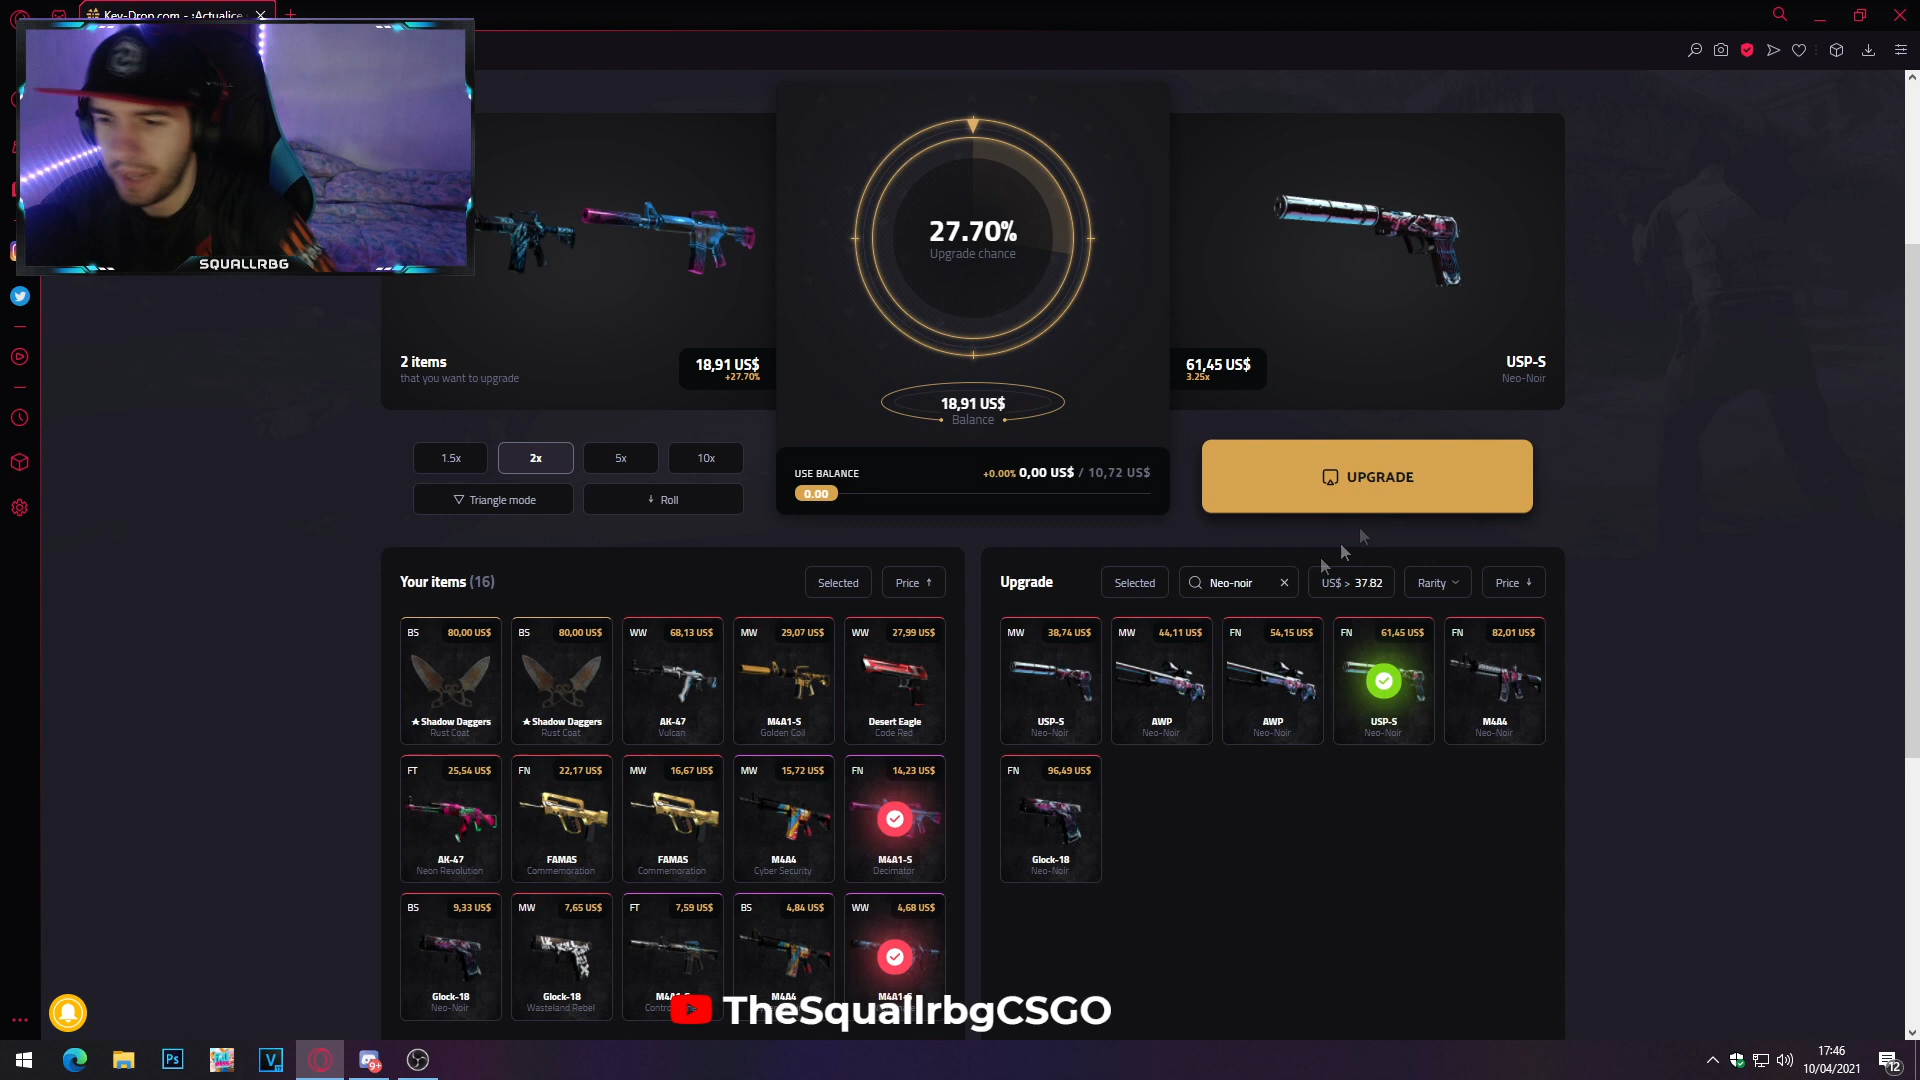 Key-Drop.com - ¡Actualice
SQUALLRBG
27.70%
Upgrade chance
2 items
that you want to upgrade
18,91 US$
+27.70%
61,45 US$
3.25x
USP-S
Neo-Noir
18,91 US$
Balance
1.5x
2x
5x
10x
Triangle mode
Roll
USE BALANCE
+0.00% 0,00 US$ / 10,72 US$
0.00
UPGRADE
Your items (16)
Selected
Price
Upgrade
Selected
Neo-noir
US$ > 37.82
Rarity
Price
BS 80,00 US$
★ Shadow Daggers
Rust Coat
BS 80,00 US$
★ Shadow Daggers
Rust Coat
WW 68,13 US$
AK-47
Vulcan
MW 29,07 US$
M4A1-S
Golden Coil
WW 27,99 US$
Desert Eagle
Code Red
MW 38,74 US$
USP-S
Neo-Noir
MW 44,11 US$
AWP
Neo-Noir
FN 54,15 US$
AWP
Neo-Noir
FN 61,45 US$
USP-S
Neo-Noir
FN 82,01 US$
M4A4
Neo-Noir
FT 25,54 US$
AK-47
Neon Revolution
FN 22,17 US$
FAMAS
Commemoration
MW 16,67 US$
FAMAS
Commemoration
MW 15,72 US$
M4A4
Cyber Security
FN 14,23 US$
M4A1-S
Decimator
FN 96,49 US$
Glock-18
Neo-Noir
BS 9,33 US$
Glock-18
Neo-Noir
MW 7,65 US$
Glock-18
Wasteland Rebel
FT 7,59 US$
BS 4,84 US$
M4A4
WW 4,68 US$
TheSquallrbgCSGO
Ps
V
9+
17:46
10/04/2021
12